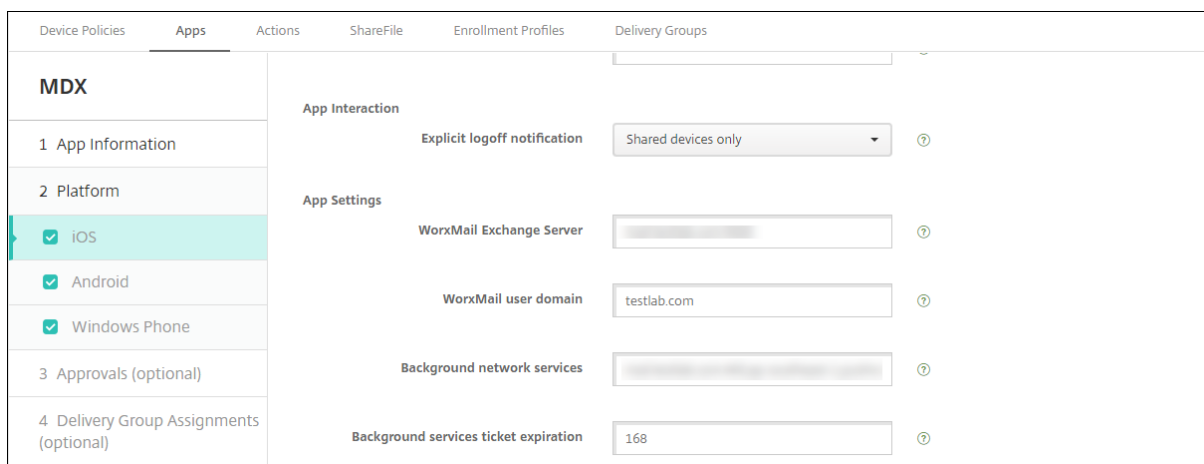 Device Policies
Apps
Actions
ShareFile
Enrollment Profiles
Delivery Groups
MDX
1 App Information
2 Platform
iOS
Android
Windows Phone
3 Approvals (optional)
4 Delivery Group Assignments
(optional)
App Interaction
Explicit logoff notification
Shared devices only
App Settings
WorxMail Exchange Server
WorxMail user domain
testlab.com
Background network services
Background services ticket expiration
168